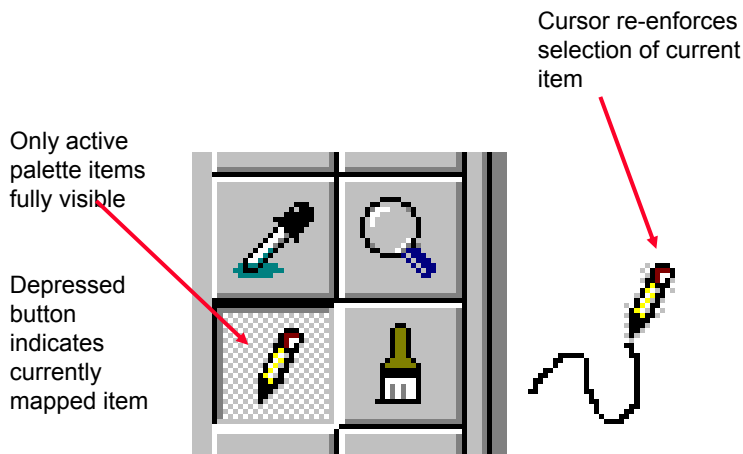 Cursor re-enforces
selection of current
item
Only active
palette items
fully visible
Depressed
button
indicates
currently
mapped item